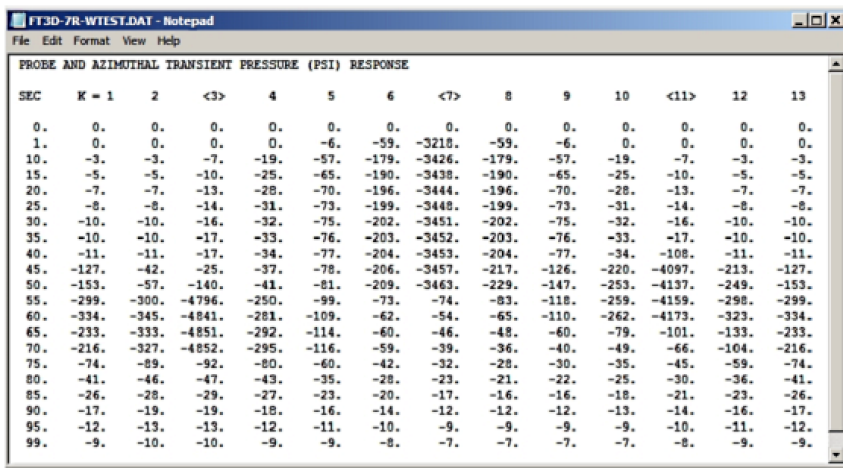 FT3D-7R-WTEST.DAT - Notepad
File Edit Format View Help
PROBE AND AZIMUTHAL TRANSIENT PRESSURE (PSI) RESPONSE
SEC K = 1 2 <3> 4 5 6 <7> 8 9 10 <11> 12 13
0. 0. 0. 0. 0. 0. 0. 0. 0. 0. 0. 0. 0. 0.
1. 0. 0. 0. 0. -6. -59. -3218. -59. -6. 0. 0. 0. 0.
10. -3. -3. -7. -19. -57. -179. -3426. -179. -57. -19. -7. -3. -3.
15. -5. -5. -10. -25. -65. -190. -3438. -190. -65. -25. -10. -5. -5.
20. -7. -7. -13. -28. -70. -196. -3444. -196. -70. -28. -13. -7. -7.
25. -8. -8. -14. -31. -73. -199. -3448. -199. -73. -31. -14. -8. -8.
30. -10. -10. -16. -32. -75. -202. -3451. -202. -75. -32. -16. -10. -10.
35. -10. -10. -17. -33. -76. -203. -3452. -203. -76. -33. -17. -10. -10.
40. -11. -11. -17. -34. -77. -204. -3453. -204. -77. -34. -108. -11. -11.
45. -127. -42. -25. -37. -78. -206. -3457. -217. -126. -220. -4097. -213. -127.
50. -153. -57. -140. -41. -81. -209. -3463. -229. -147. -253. -4137. -249. -153.
55. -299. -300. -4796. -250. -99. -73. -74. -83. -118. -259. -4159. -298. -299.
60. -334. -345. -4841. -281. -109. -62. -54. -65. -110. -262. -4173. -323. -334.
65. -233. -333. -4851. -292. -114. -60. -46. -48. -60. -79. -101. -133. -233.
70. -216. -327. -4852. -295. -116. -59. -39. -36. -40. -49. -66. -104. -216.
75. -74. -89. -92. -80. -60. -42. -32. -28. -30. -35. -45. -59. -74.
80. -41. -46. -47. -43. -35. -28. -23. -21. -22. -25. -30. -36. -41.
85. -26. -28. -29. -27. -23. -20. -17. -16. -16. -18. -21. -23. -26.
90. -17. -19. -19. -18. -16. -14. -12. -12. -12. -13. -14. -16. -17.
95. -12. -13. -13. -12. -11. -10. -9. -9. -9. -9. -10. -11. -12.
99. -9. -10. -10. -9. -9. -8. -7. -7. -7. -7. -8. -9. -9.